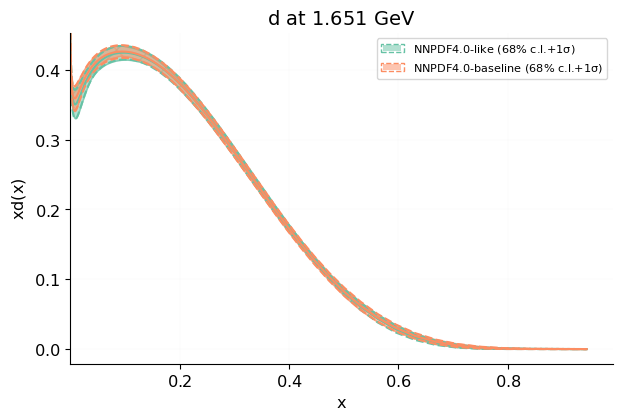 d at 1.651 GeV
NNPDF4.0-like (68% c.l.+1σ)
NNPDF4.0-baseline (68% c.l.+1σ)
xd(x)
0.4
0.3
0.2
0.1
0.0
0.2 0.4 0.6 0.8
x